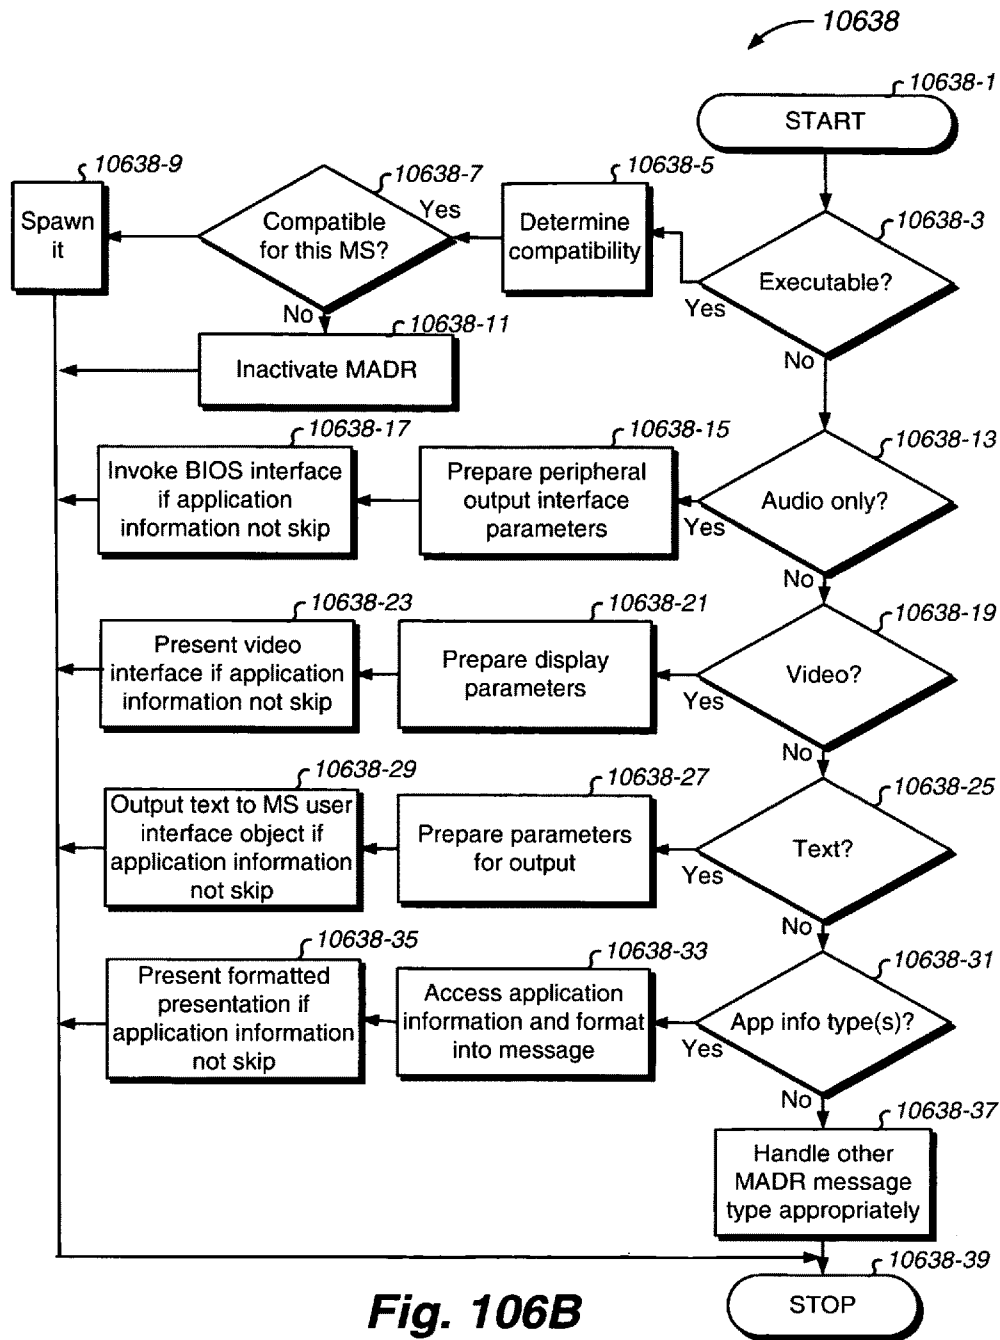 10638
10638-1
START
10638-9
10638-7
10638-5
10638-3
Spawn
it
Compatible
for this MS?
Yes
Determine
compatibility
Executable?
Yes
No
No
10638-11
Inactivate MADR
10638-17
10638-15
10638-13
Invoke BIOS interface
if application
information not skip
Prepare peripheral
output interface
parameters
Audio only?
Yes
No
10638-23
10638-21
10638-19
Present video
interface if application
information not skip
Prepare display
parameters
Video?
Yes
No
10638-29
10638-27
10638-25
Output text to MS user
interface object if
application information
not skip
Prepare parameters
for output
Text?
Yes
No
10638-35
10638-33
10638-31
Present formatted
presentation if
application information
not skip
Access application
information and format
into message
App info type(s)?
Yes
No
10638-37
Handle other
MADR message
type appropriately
10638-39
STOP
Fig. 106B